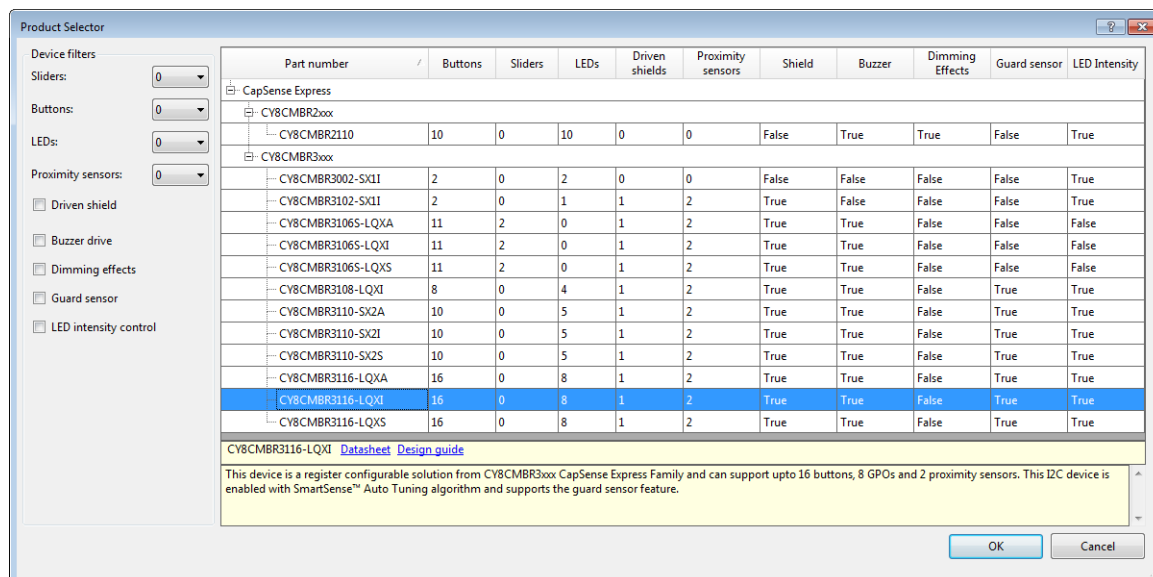 Product Selector
Device filters
Sliders: 0
Buttons: 0
LEDs: 0
Proximity sensors: 0
Driven shield
Buzzer drive
Dimming effects
Guard sensor
LED intensity control
Part number Buttons Sliders LEDs Driven shields Proximity sensors Shield Buzzer Dimming Effects Guard sensor LED Intensity
CapSense Express
CY8CMBR2xxx
CY8CMBR2110 10 0 10 0 0 False True True False True
CY8CMBR3xxx
CY8CMBR3002-SX1I 2 0 2 0 0 False False False False True
CY8CMBR3102-SX1I 2 0 1 1 2 True False False False True
CY8CMBR3106S-LQXA 11 2 0 1 2 True True False False False
CY8CMBR3106S-LQXI 11 2 0 1 2 True True False False False
CY8CMBR3106S-LQXS 11 2 0 1 2 True True False False False
CY8CMBR3108-LQXI 8 0 4 1 2 True True False True True
CY8CMBR3110-SX2A 10 0 5 1 2 True True False True True
CY8CMBR3110-SX2I 10 0 5 1 2 True True False True True
CY8CMBR3110-SX2S 10 0 5 1 2 True True False True True
CY8CMBR3116-LQXA 16 0 8 1 2 True True False True True
CY8CMBR3116-LQXI 16 0 8 1 2 True True False True True
CY8CMBR3116-LQXS 16 0 8 1 2 True True False True True
CY8CMBR3116-LQXI Datasheet Design guide
This device is a register configurable solution from CY8CMBR3xxx CapSense Express Family and can support upto 16 buttons, 8 GPOs and 2 proximity sensors. This I2C device is
enabled with SmartSense™ Auto Tuning algorithm and supports the guard sensor feature.
OK Cancel